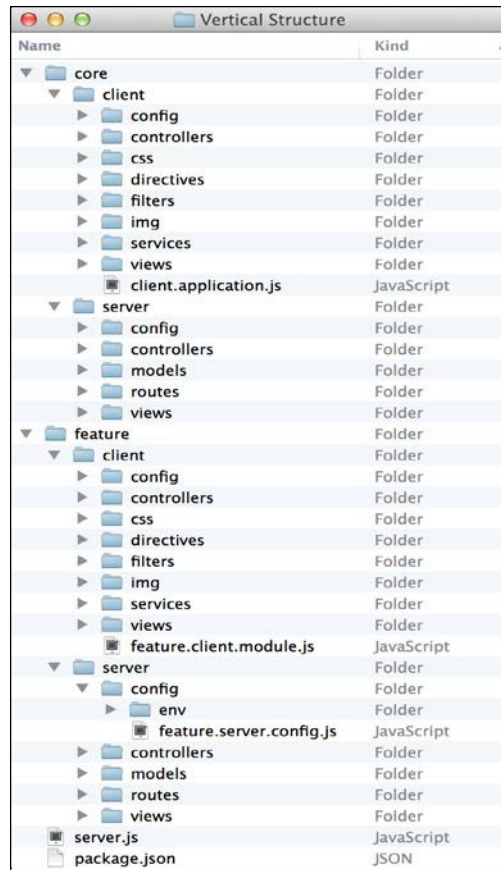 Vertical Structure
Name Kind
core Folder
client Folder
config Folder
controllers Folder
css Folder
directives Folder
filters Folder
img Folder
services Folder
views Folder
client.application.js JavaScript
server Folder
config Folder
controllers Folder
models Folder
routes Folder
views Folder
feature Folder
client Folder
config Folder
controllers Folder
css Folder
directives Folder
filters Folder
img Folder
services Folder
views Folder
feature.client.module.js JavaScript
server Folder
config Folder
env Folder
feature.server.config.js JavaScript
controllers Folder
models Folder
routes Folder
views Folder
server.js JavaScript
package.json JSON